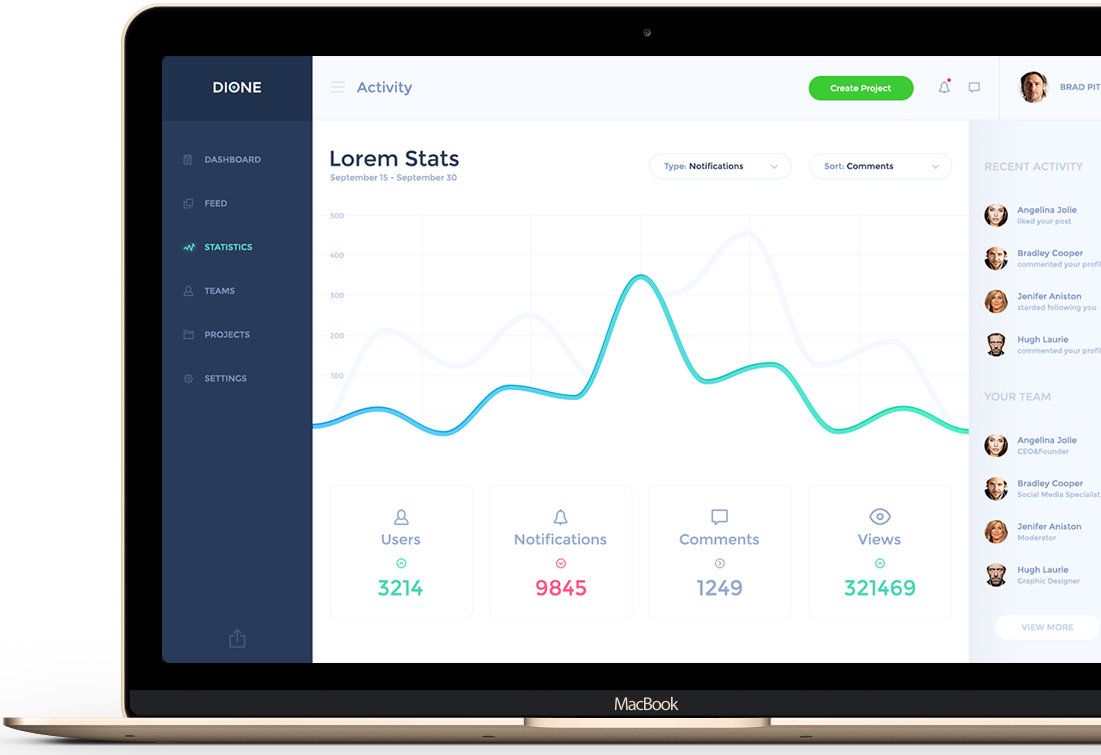 DIONE
Activity
Create Project
BRAD PIT
DASHBOARD
FEED
STATISTICS
TEAMS
PROJECTS
SETTINGS
Lorem Stats
September 15 - September 30
Type: Notifications
Sort: Comments
500
400
300
200
100
Users
3214
Notifications
9845
Comments
1249
Views
321469
RECENT ACTIVITY
Angelina Jolie
liked your post
Bradley Cooper
commented your profil
Jenifer Aniston
starded following you
Hugh Laurie
commented your profil
YOUR TEAM
Angelina Jolie
CEO&Founder
Bradley Cooper
Social Media Specialist
Jenifer Aniston
Moderator
Hugh Laurie
Graphic Designer
VIEW MORE
MacBook